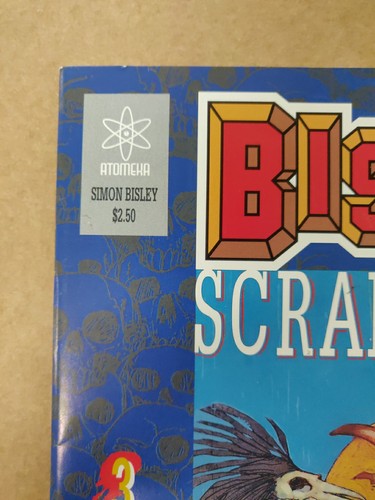 ATOMEKA
SIMON BISLEY
$2.50
BIS
SCRA
3